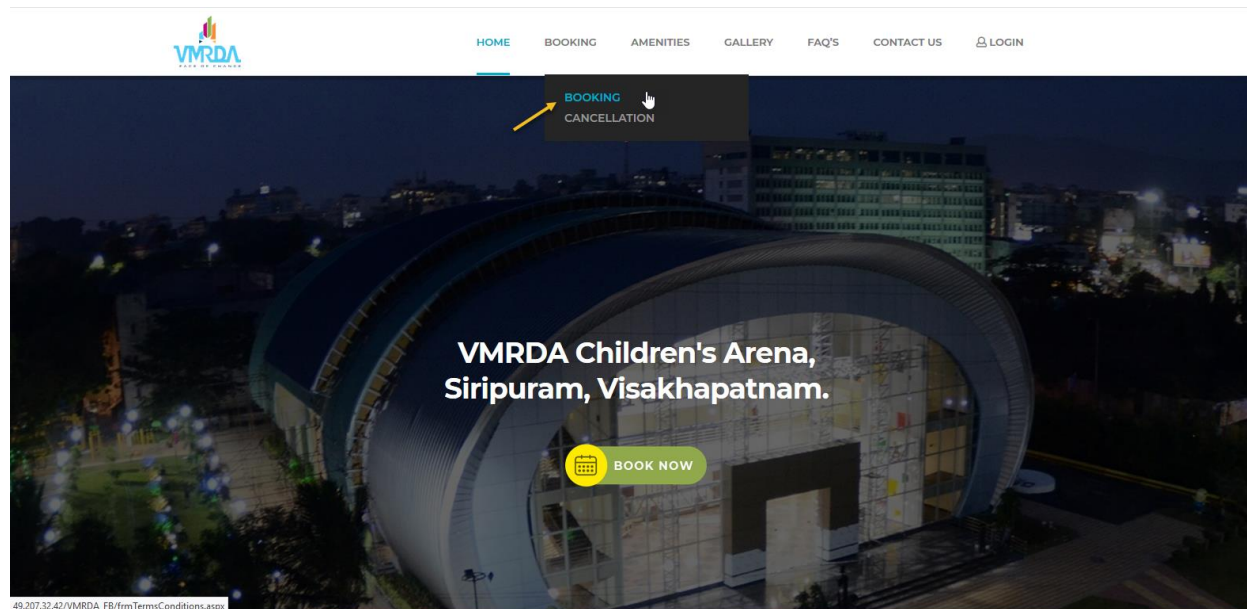 VMRDA
HOME BOOKING AMENITIES GALLERY FAQ'S CONTACT US LOGIN
BOOKING
CANCELLATION
VMRDA Children's Arena,
Siripuram, Visakhapatnam.
BOOK NOW
49.207.32.42/VMRDA_FB/frmTermsConditions.aspx